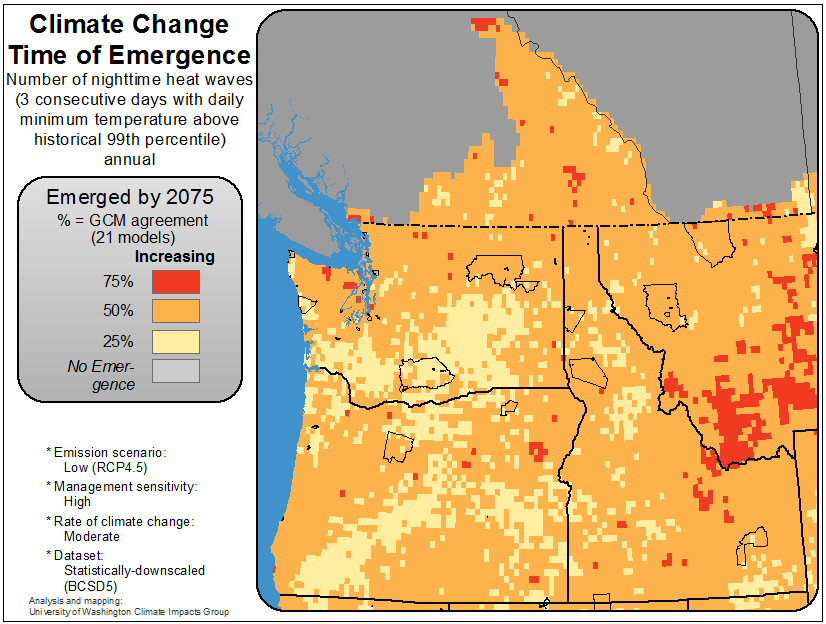 Climate Change
Time of Emergence
Number of nighttime heat waves
(3 consecutive days with daily
minimum temperature above
historical 99th percentile)
annual
Emerged by 2075
% = GCM agreement
(21 models)
Increasing
75%
50%
25%
No Emer-
gence
* Emission scenario:
Low (RCP4.5)
* Management sensitivity:
High
* Rate of climate change:
Moderate
* Dataset:
Statistically-downscaled
(BCSD5)
Analysis and mapping:
University of Washington Climate Impacts Group